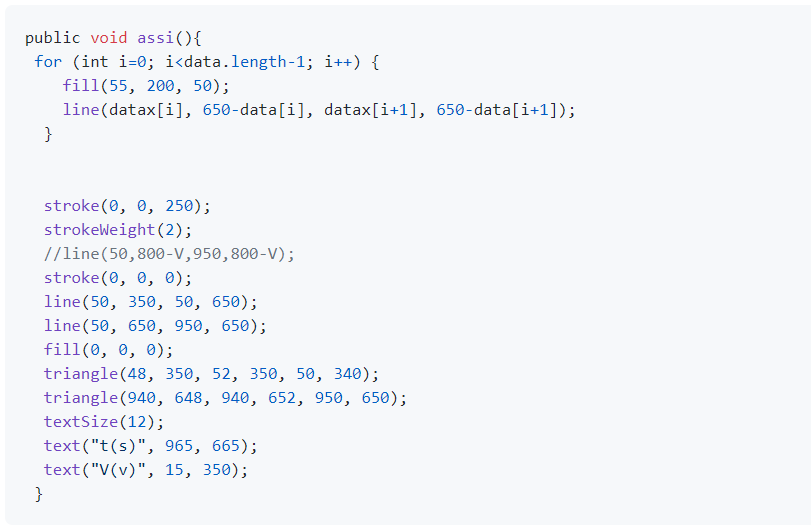 public void assi(){
for (int i=0; i<data.length-1; i++) {
fill(55, 200, 50);
line(datax[i], 650-data[i], datax[i+1], 650-data[i+1]);
}
stroke(0, 0, 250);
strokeWeight(2);
//line(50,800-V,950,800-V);
stroke(0, 0, 0);
line(50, 350, 50, 650);
line(50, 650, 950, 650);
fill(0, 0, 0);
triangle(48, 350, 52, 350, 50, 340);
triangle(940, 648, 940, 652, 950, 650);
textSize(12);
text("t(s)", 965, 665);
text("V(v)", 15, 350);
}